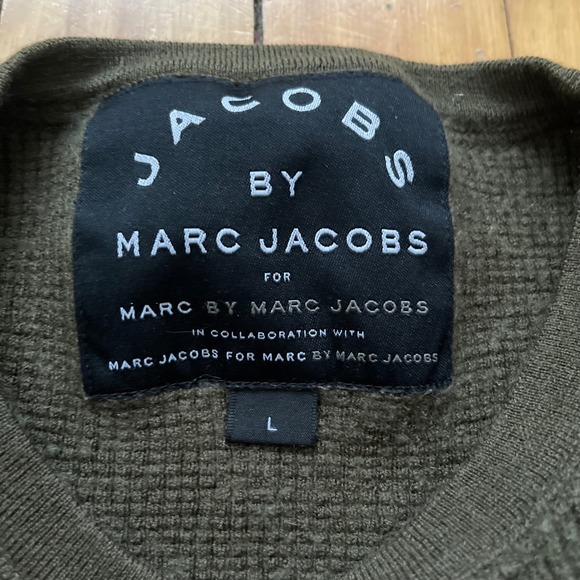 JACOBS
BY
MARC JACOBS
FOR
MARC BY MARC JACOBS
IN COLLABORATION WITH
MARC JACOBS FOR MARC BY MARC JACOBS
L